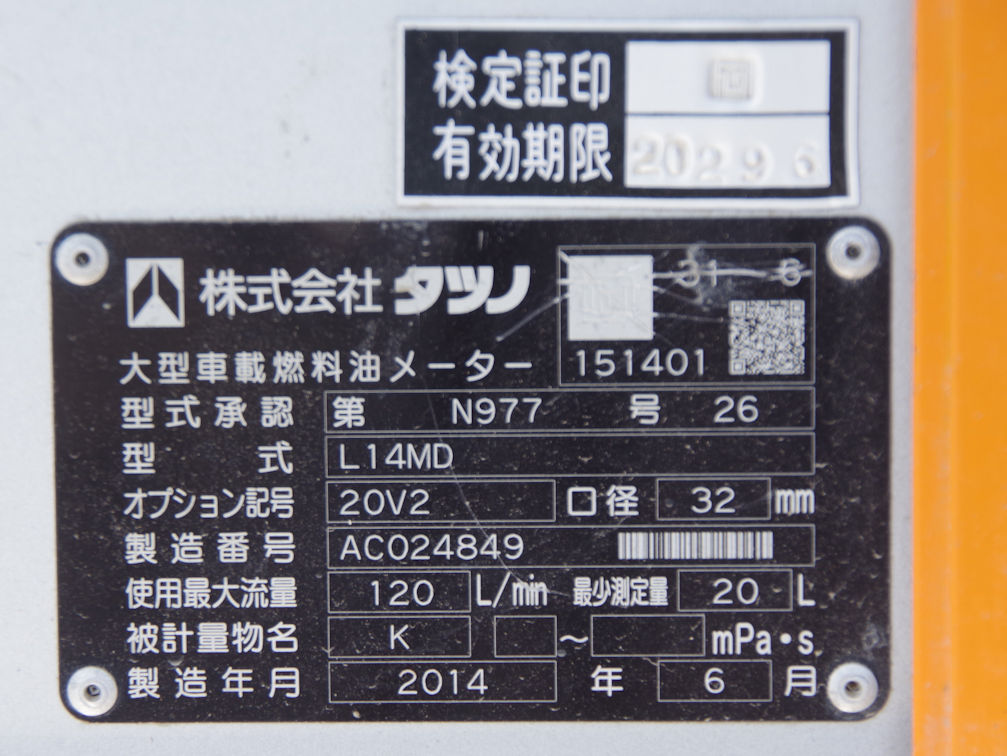 検定証印
有効期限 2029 6
株式会社 タツノ
31 6
大型車載燃料油メーター 151401
型式承認 第 N977 号 26
型式 L14MD
オプション記号 20V2 口径 32 mm
製造番号 AC024849
使用最大流量 120 L/min 最少測定量 20 L
被計量物名 K ～ mPa・s
製造年月 2014 年 6 月